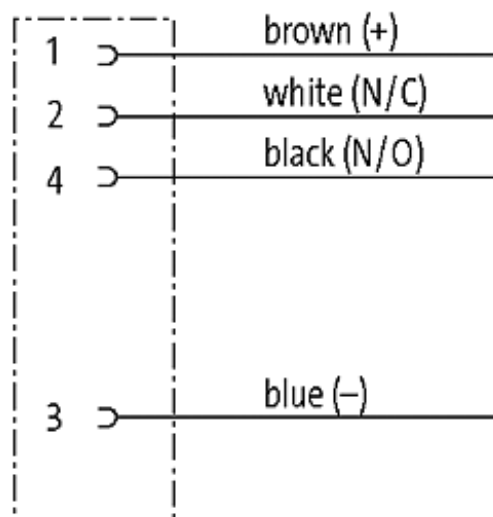 1 brown (+)
2 white (N/C)
4 black (N/O)
3 blue (–)